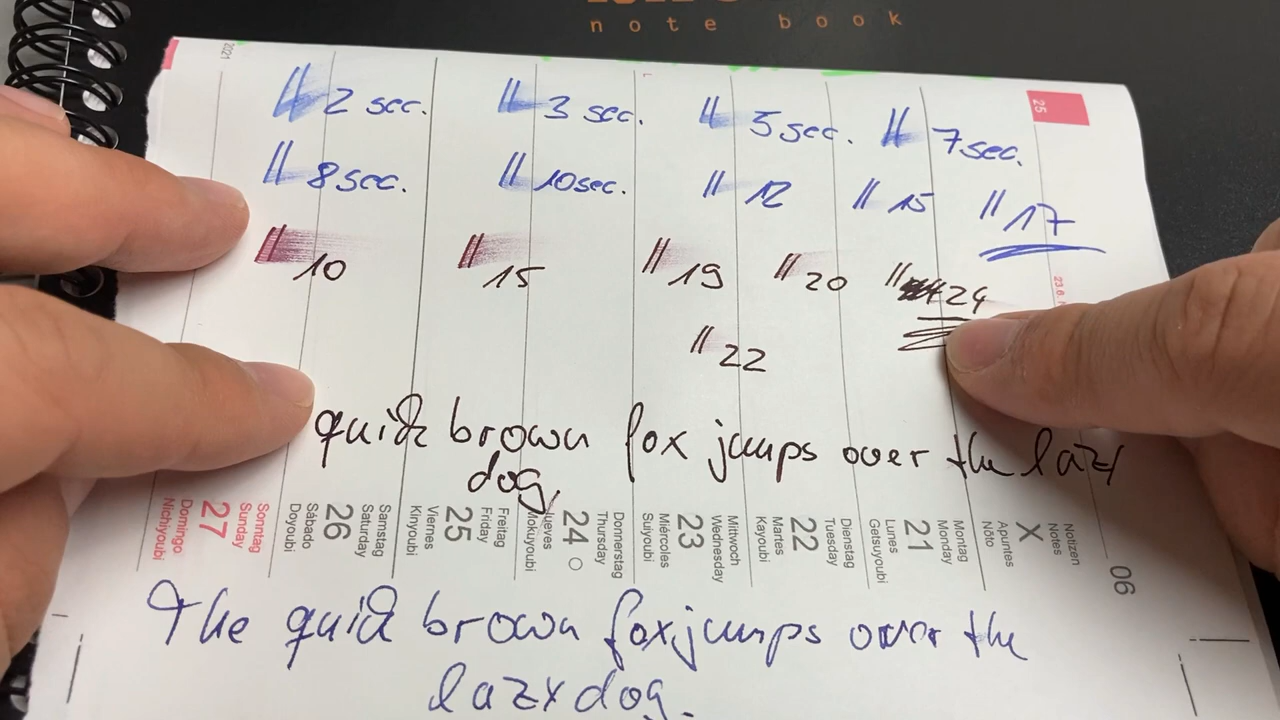 note book
2021
2 sec. 3 sec. 5 sec. 7 sec.
25
8 sec. 10 sec. 12 15 17
10 15 19 20 24
22
quick brown fox jumps over the lazy
dog.
Sonntag
Sunday
27
Domingo
Nichiyoubi
Samstag
Saturday
26
Sábado
Doyoubi
Freitag
Friday
25
Viernes
Kinyoubi
Donnerstag
Thursday
24
Jueves
Mokuyoubi
Mittwoch
Wednesday
23
Miércoles
Suiyoubi
Dienstag
Tuesday
22
Martes
Kayoubi
Montag
Monday
21
Lunes
Getsuyoubi
Notizen
Notes
X
Apuntes
Nōto
06
The quick brown fox jumps over the
lazy dog.